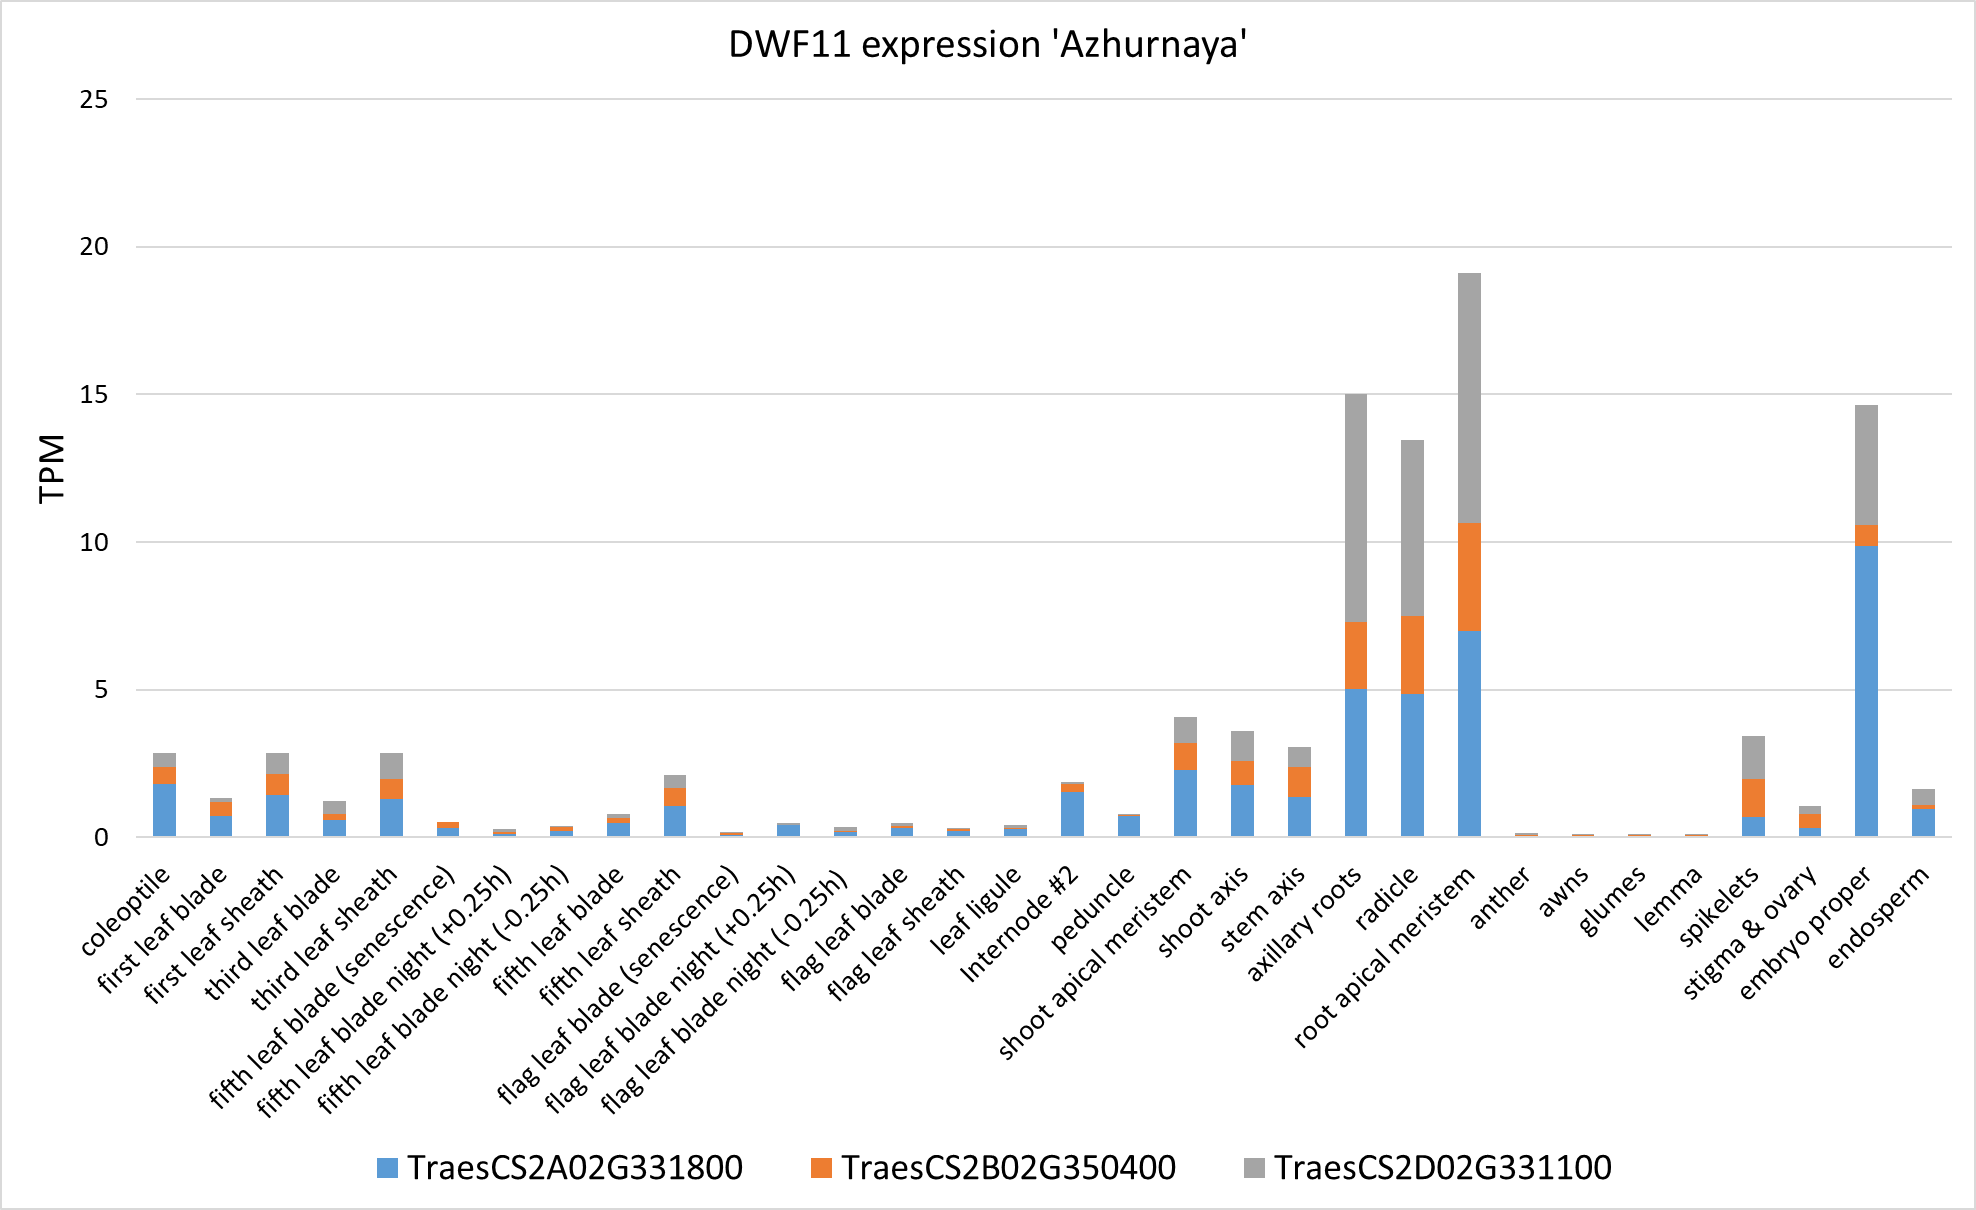 DWF11 expression 'Azhurnaya'
25
20
15
10
5
0
TPM
coleoptile
first leaf blade
first leaf sheath
third leaf blade
third leaf sheath
fifth leaf blade (senescence)
fifth leaf blade night (+0.25h)
fifth leaf blade night (-0.25h)
fifth leaf blade
fifth leaf sheath
flag leaf blade (senescence)
flag leaf blade night (+0.25h)
flag leaf blade night (-0.25h)
flag leaf blade
flag leaf sheath
leaf ligule
Internode #2
peduncle
shoot apical meristem
shoot axis
stem axis
axillary roots
radicle
root apical meristem
anther
awns
glumes
lemma
spikelets
stigma & ovary
embryo proper
endosperm
TraesCS2A02G331800
TraesCS2B02G350400
TraesCS2D02G331100